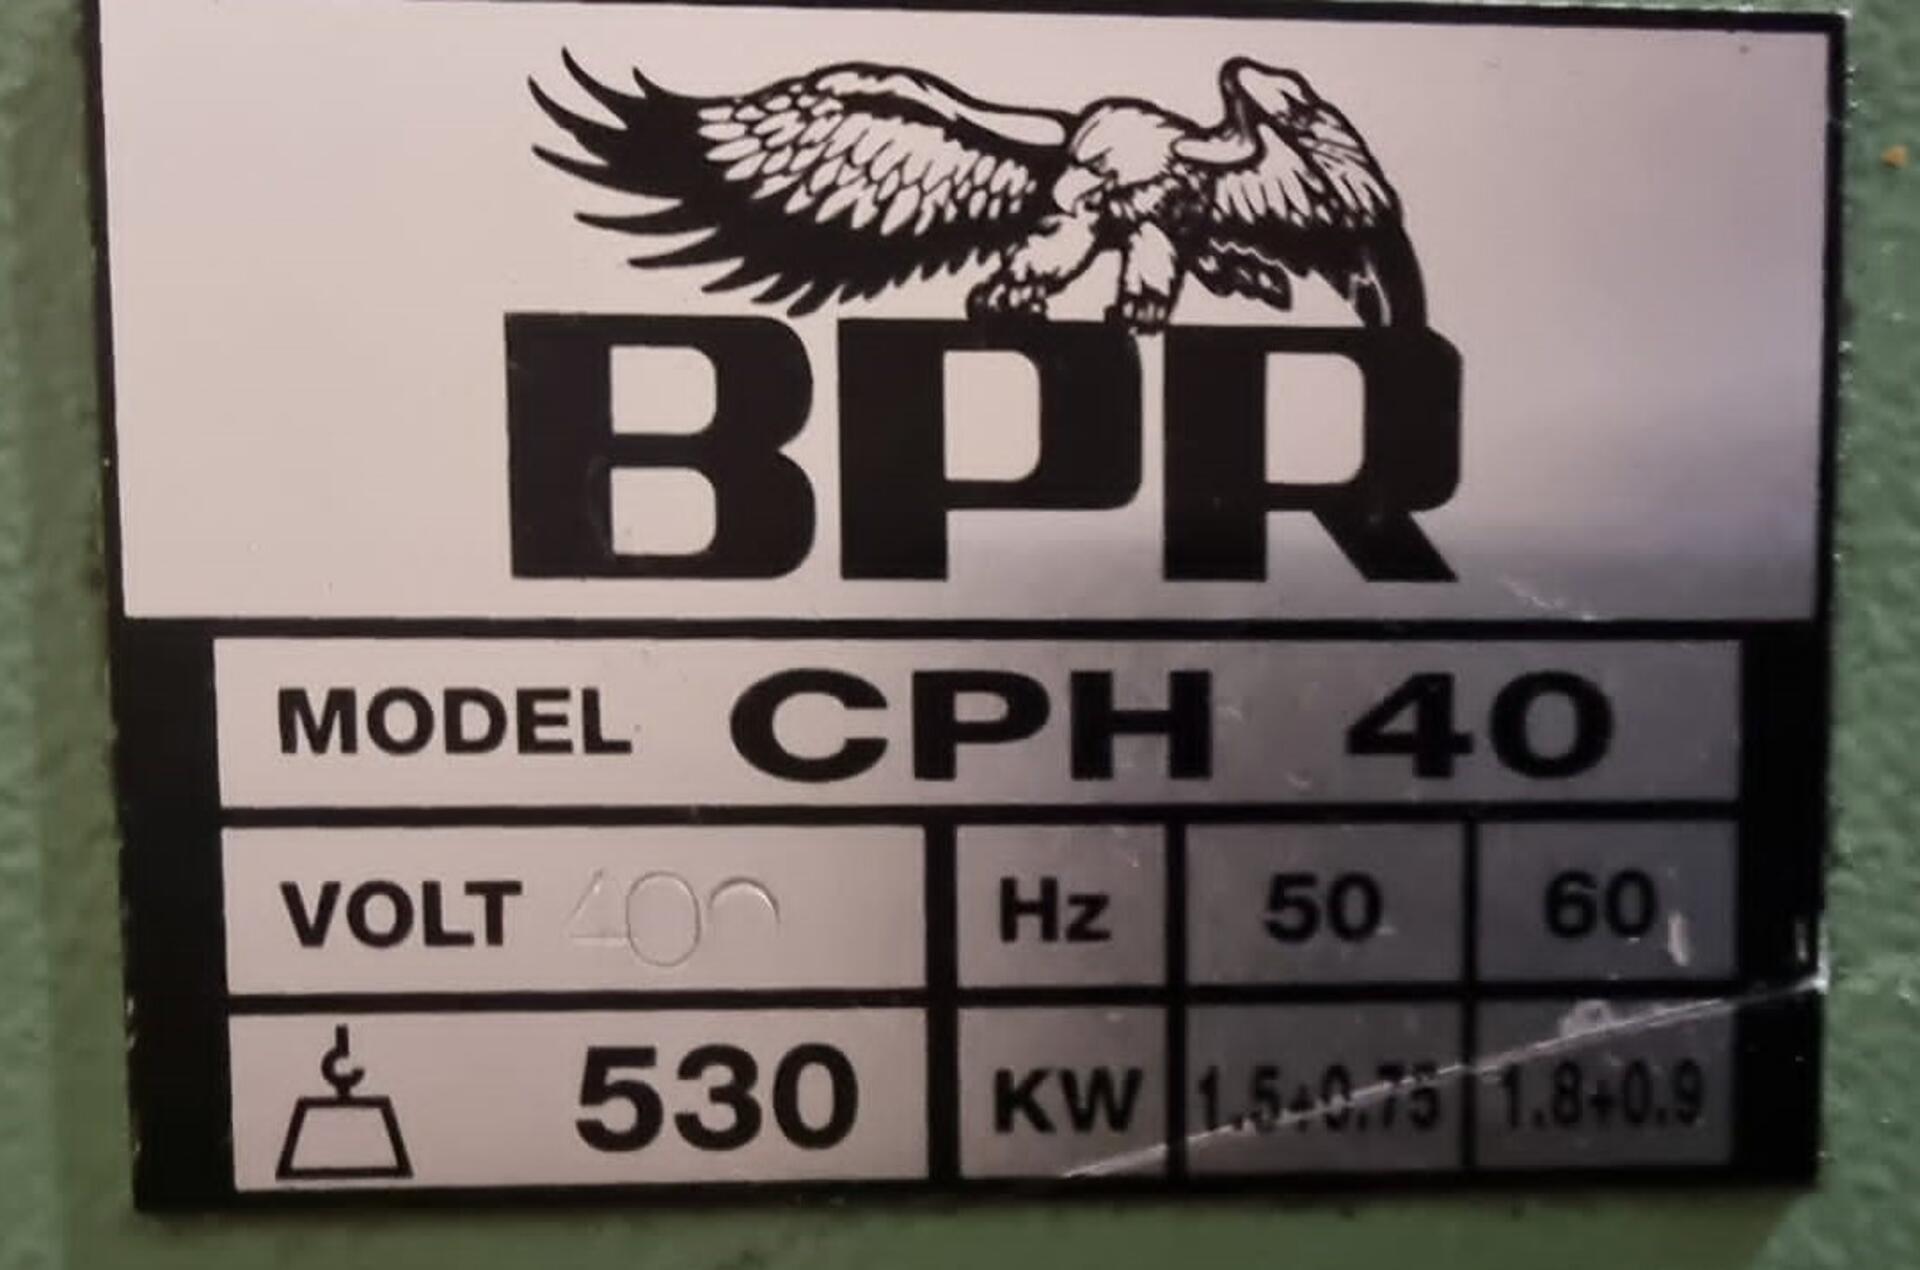 BPR
MODEL CPH 40
VOLT 400 Hz 50 60
530 KW 1.5+0.75 1.8+0.9